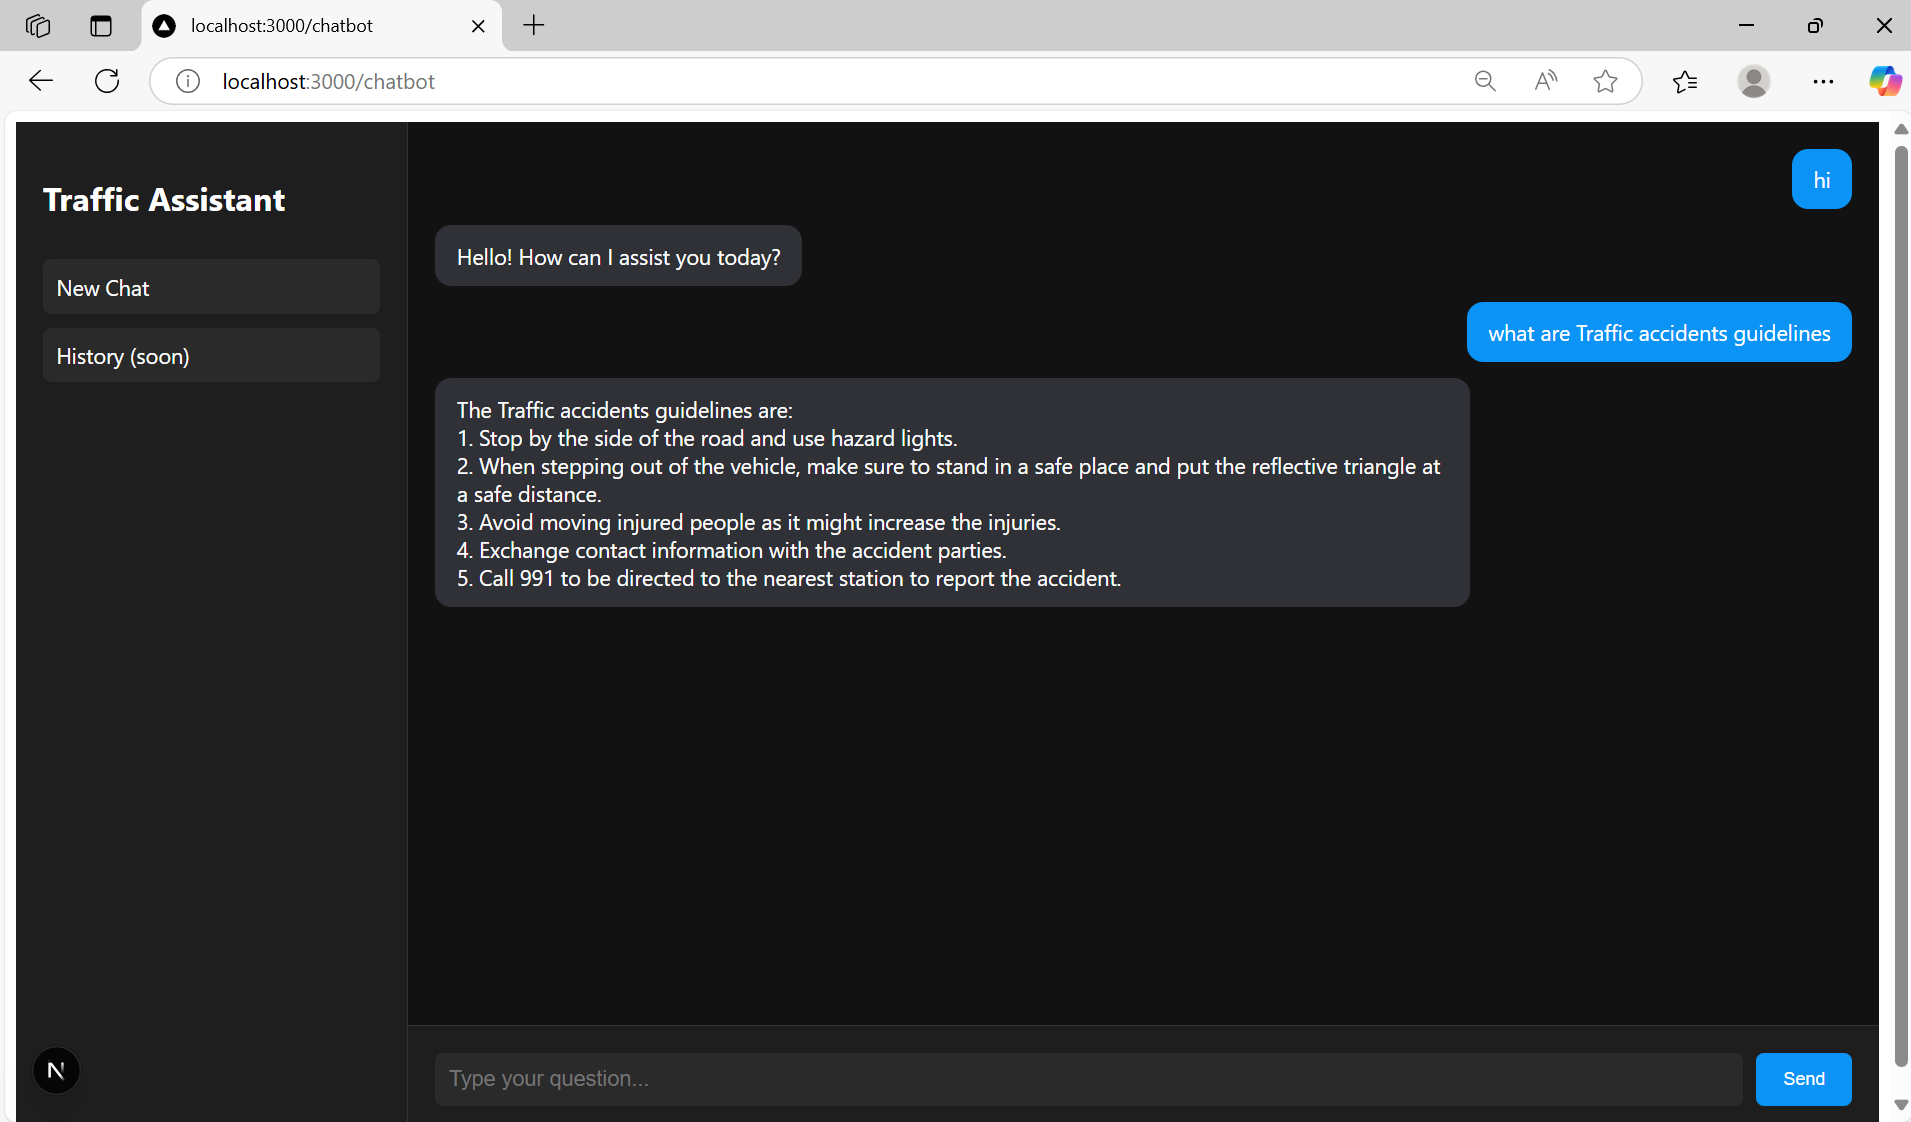 localhost:3000/chatbot
localhost:3000/chatbot
Traffic Assistant
New Chat
History (soon)
hi
Hello! How can I assist you today?
what are Traffic accidents guidelines
The Traffic accidents guidelines are:
1. Stop by the side of the road and use hazard lights.
2. When stepping out of the vehicle, make sure to stand in a safe place and put the reflective triangle at
a safe distance.
3. Avoid moving injured people as it might increase the injuries.
4. Exchange contact information with the accident parties.
5. Call 991 to be directed to the nearest station to report the accident.
N
Type your question...
Send